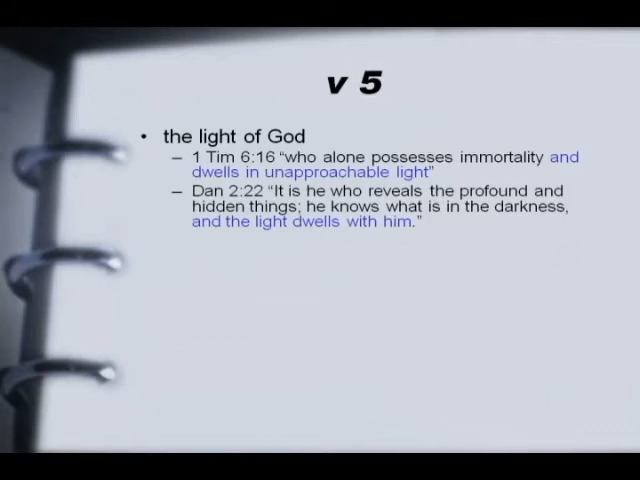 v 5
• the light of God
– 1 Tim 6:16 “who alone possesses immortality and
dwells in unapproachable light”
– Dan 2:22 “It is he who reveals the profound and
hidden things; he knows what is in the darkness,
and the light dwells with him.”